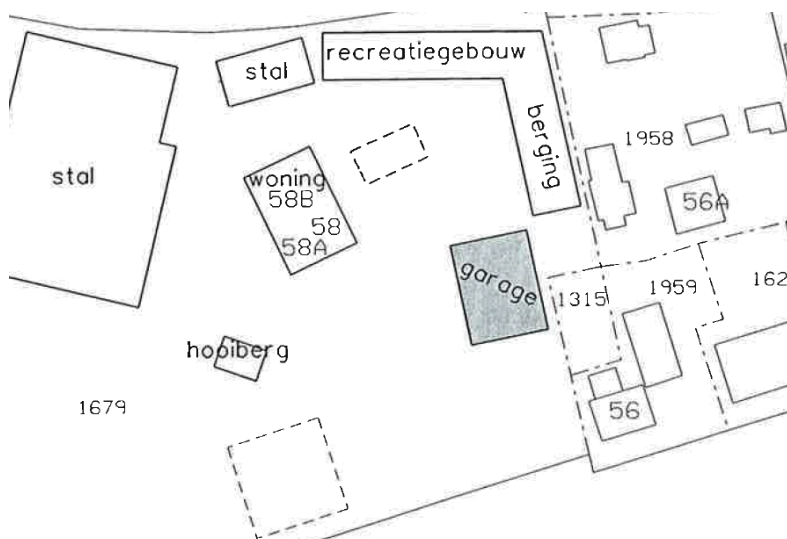 recreatiegebouw
stal
berging
1958
stal
woning
58B
56A
58
58A
garage
1315
1959
162
hooiberg
1679
56